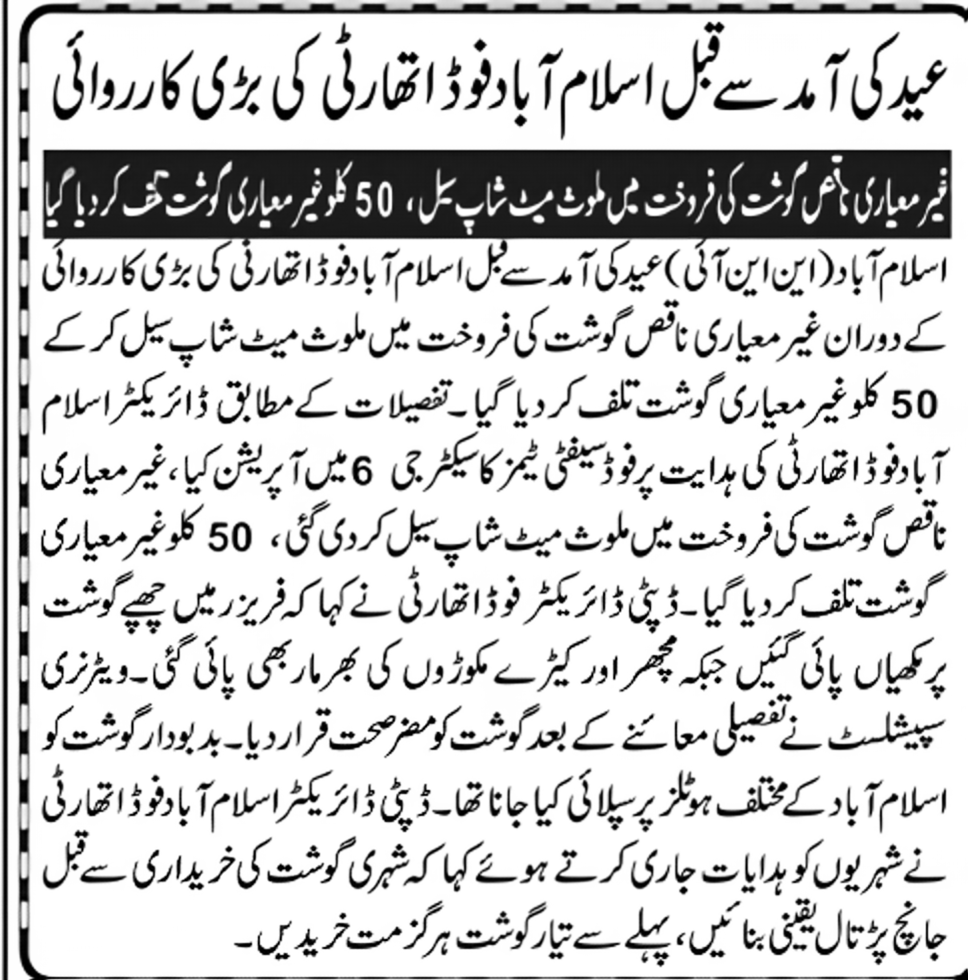 عید کی آمد سے قبل اسلام آباد فوڈ اتھارٹی کی بڑی کارروائی
غیر معیاری ناقص گوشت کی فروخت میں ملوث میٹ شاپ سیل، 50 کلو غیر معیاری گوشت تلف کر دیا گیا
اسلام آباد (این این آئی) عید کی آمد سے قبل اسلام آباد فوڈ اتھارٹی کی بڑی کارروائی
کے دوران غیر معیاری ناقص گوشت کی فروخت میں ملوث میٹ شاپ سیل کر کے
50 کلو غیر معیاری گوشت تلف کر دیا گیا۔ تفصیلات کے مطابق ڈائریکٹر اسلام
آباد فوڈ اتھارٹی کی ہدایت پر فوڈ سیفٹی ٹیمز کا سیکٹر جی 6 میں آپریشن کیا، غیر معیاری
ناقص گوشت کی فروخت میں ملوث میٹ شاپ سیل کر دی گئی، 50 کلو غیر معیاری
گوشت تلف کر دیا گیا۔ ڈپٹی ڈائریکٹر فوڈ اتھارٹی نے کہا کہ فریزر میں چھپے گوشت
پر مکھیاں پائی گئیں جبکہ مچھر اور کیڑے مکوڑوں کی بھرمار بھی پائی گئی۔ ویٹرنری
سپیشلسٹ نے تفصیلی معائنے کے بعد گوشت کو مضر صحت قرار دیا۔ بدبودار گوشت کو
اسلام آباد کے مختلف ہوٹلز پر سپلائی کیا جانا تھا۔ ڈپٹی ڈائریکٹر اسلام آباد فوڈ اتھارٹی
نے شہریوں کو ہدایات جاری کرتے ہوئے کہا کہ شہری گوشت کی خریداری سے قبل
جانچ پڑتال یقینی بنائیں، پہلے سے تیار گوشت ہرگز مت خریدیں۔